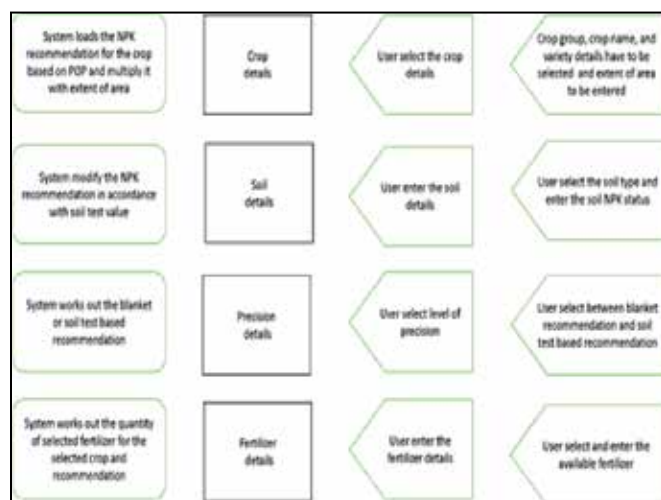 System loads the NPK
recommendation for the crop
based on POP and multiply it
with extent of area
Crop
details
User select the crop
details
Crop group, crop name, and
variety details have to be
selected and extent of area
to be entered
System modify the NPK
recommendation in accordance
with soil test value
Soil
details
User enter the soil
details
User select the soil type and
enter the soil NPK status
System works out the blanket
or soil test based
recommendation
Precision
details
User select level of
precision
User select between blanket
recommendation and soil
test based recommendation
System works out the quantity
of selected fertilizer for the
selected crop and
recommendation
Fertilizer
details
User enter the
fertilizer details
User select and enter the
available fertilizer